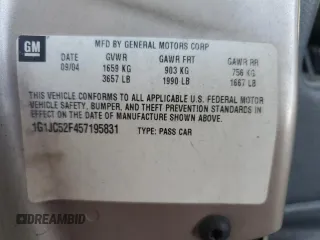 GM
MFD BY GENERAL MOTORS CORP
DATE GVWR GAWR FRT GAWR RR
09/04 1659 KG 903 KG 756 KG
3657 LB 1990 LB 1667 LB
THIS VEHICLE CONFORMS TO ALL APPLICABLE U.S. FEDERAL MOTOR
VEHICLE SAFETY, BUMPER, AND THEFT PREVENTION STANDARDS IN
EFFECT ON THE DATE OF MANUFACTURE SHOWN ABOVE.
1G1JC52F457195831 TYPE: PASS CAR
AUTOBIDMASTER